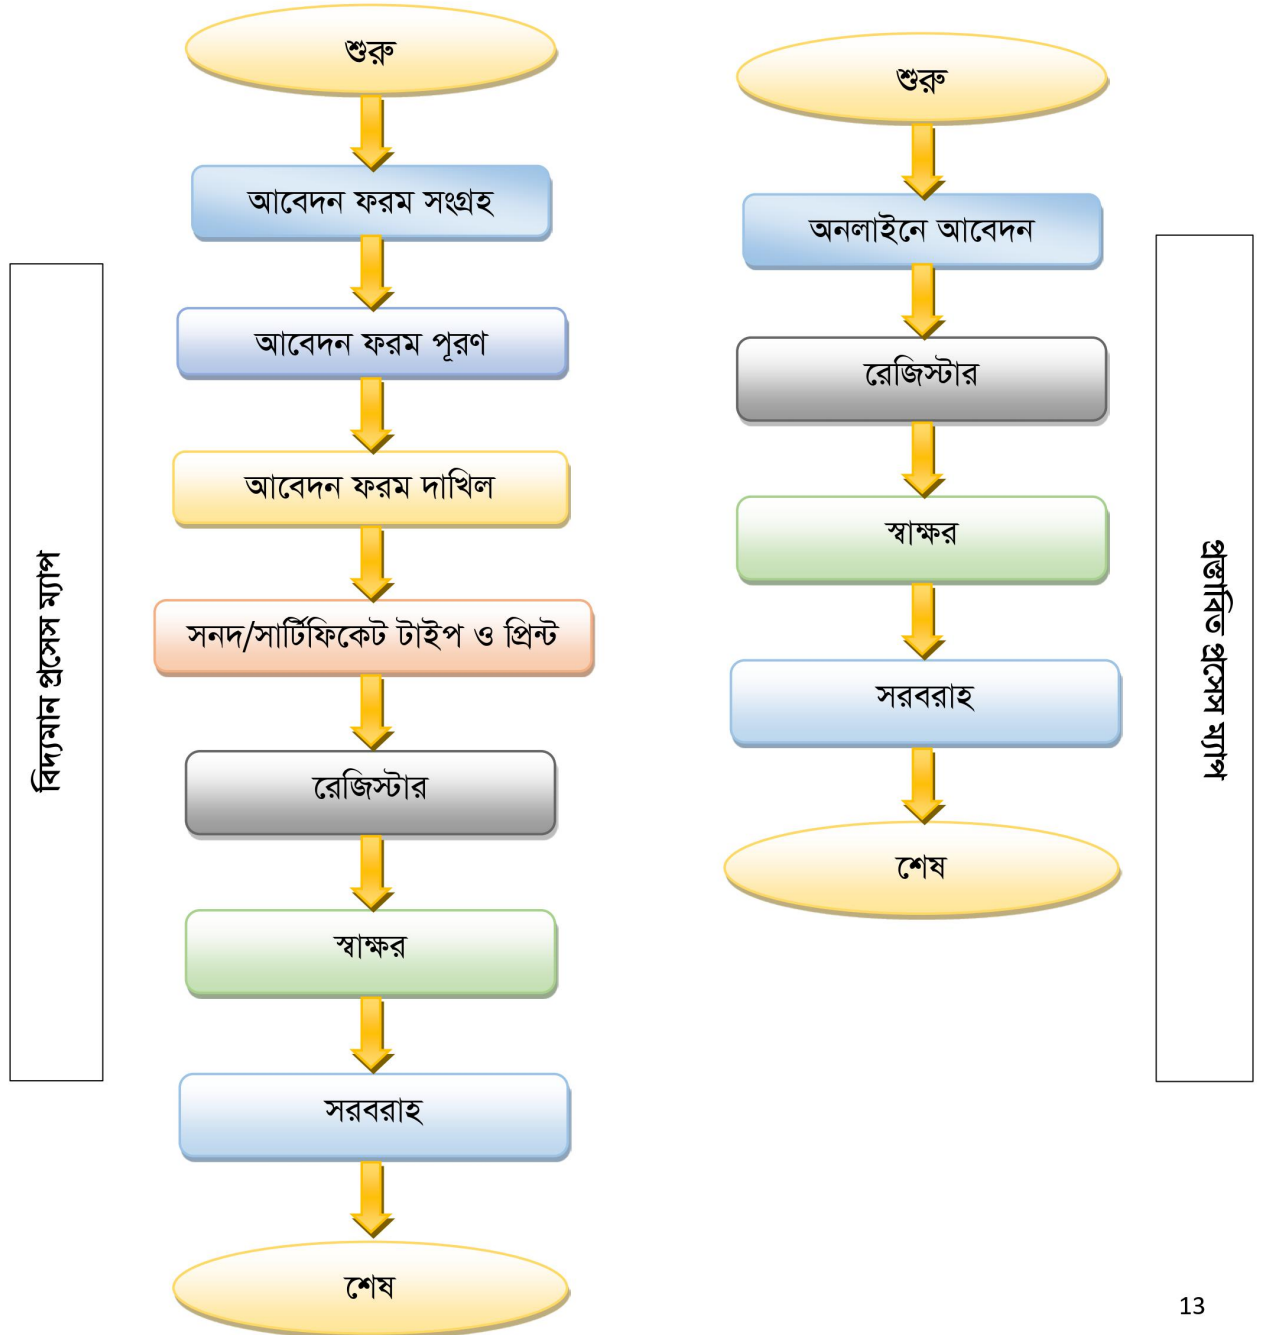 বিদ্যমান প্রসেস ম্যাপ
শুরু
আবেদন ফরম সংগ্রহ
আবেদন ফরম পূরণ
আবেদন ফরম দাখিল
সনদ/সার্টিফিকেট টাইপ ও প্রিন্ট
রেজিস্টার
স্বাক্ষর
সরবরাহ
শেষ
শুরু
অনলাইনে আবেদন
রেজিস্টার
স্বাক্ষর
সরবরাহ
শেষ
প্রস্তাবিত প্রসেস ম্যাপ
13